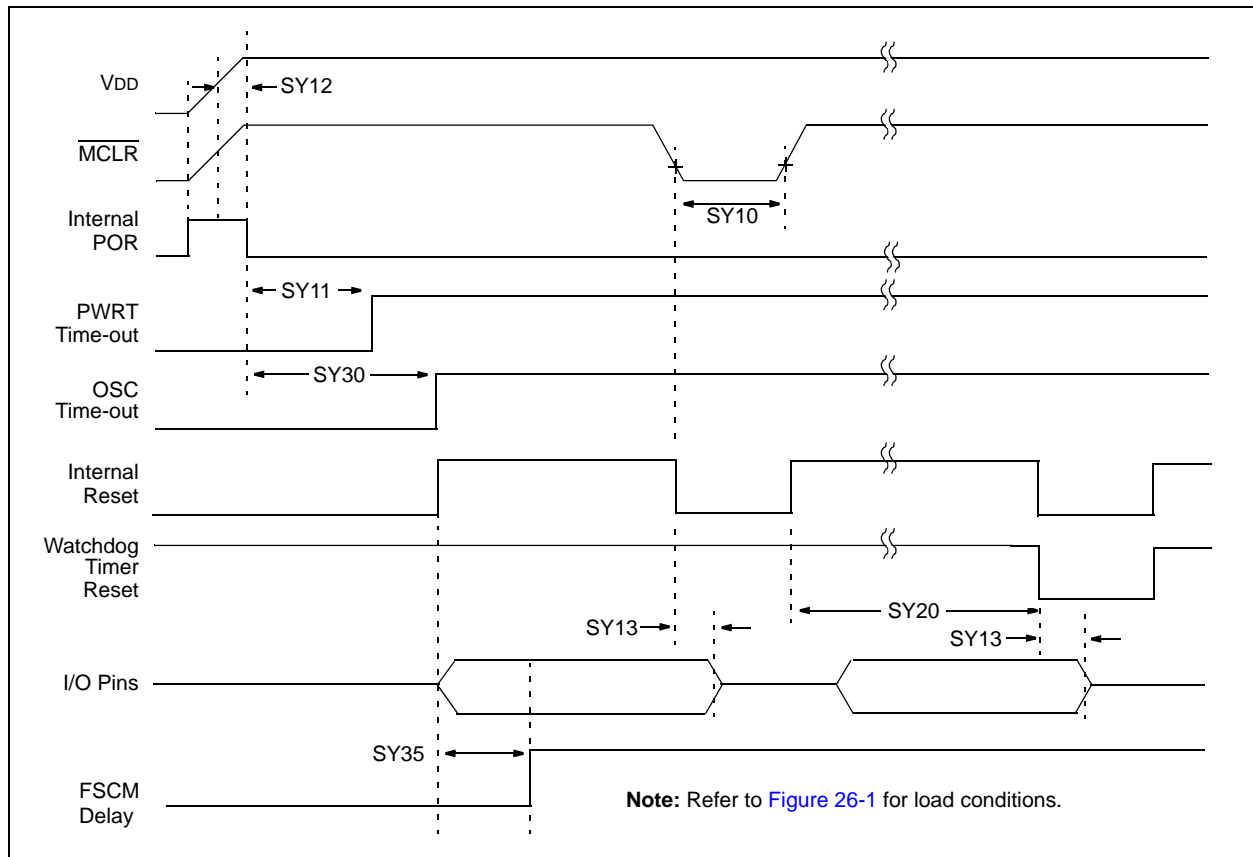 VDD
SY12
MCLR
SY10
Internal
POR
SY11
PWRT
Time-out
SY30
OSC
Time-out
Internal
Reset
Watchdog
Timer
Reset
SY20
SY13
SY13
I/O Pins
SY35
FSCM
Delay
Note: Refer to Figure 26-1 for load conditions.